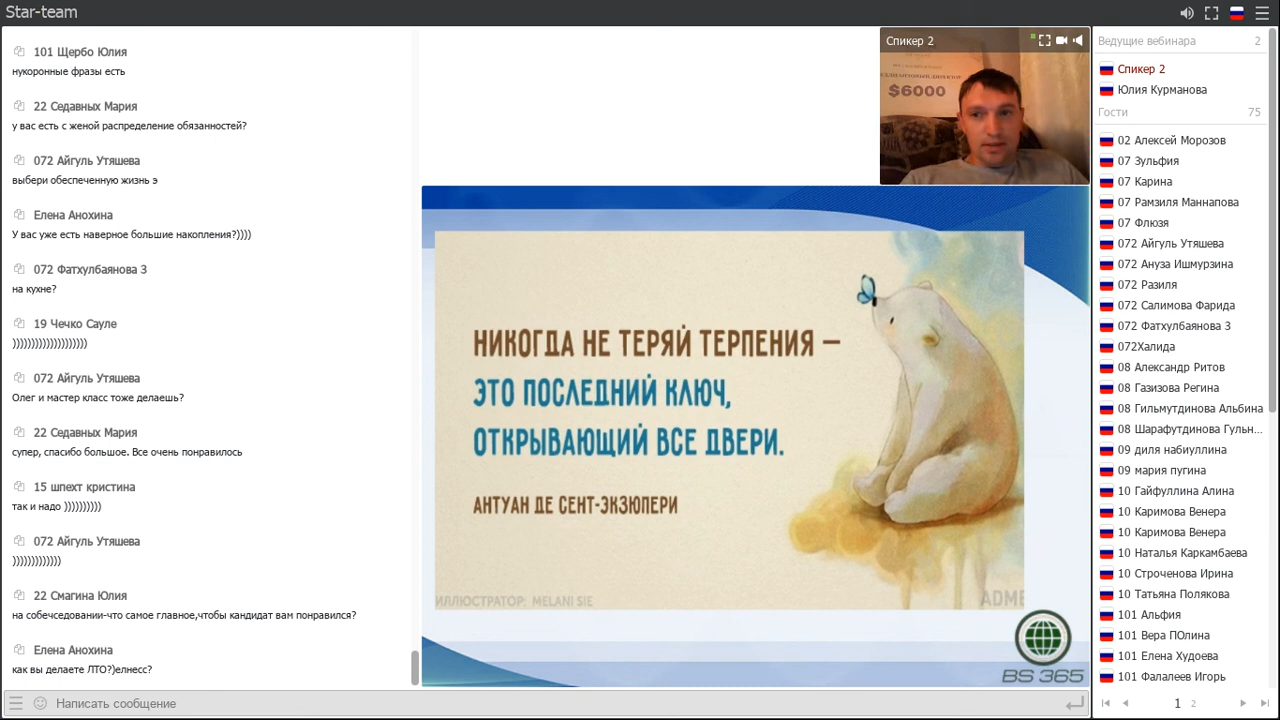 Star-team
101 Щербо Юлия
нукоронные фразы есть
22 Седавных Мария
у вас есть с женой распределение обязанностей?
072 Айгуль Утяшева
выбери обеспеченную жизнь э
Елена Анохина
У вас уже есть наверное большие накопления?))))
072 Фатхулбаянова З
на кухне?
19 Чечко Сауле
))))))))))))))))))))
072 Айгуль Утяшева
Олег и мастер класс тоже делаешь?
22 Седавных Мария
супер, спасибо большое. Все очень понравилось
15 шпехт кристина
так и надо ))))))))))
072 Айгуль Утяшева
)))))))))))))
22 Смагина Юлия
на собечседовании-что самое главное,чтобы кандидат вам понравился?
Елена Анохина
как вы делаете ЛТО?)елнесс?
Написать сообщение
Спикер 2
$6000
НИКОГДА НЕ ТЕРЯЙ ТЕРПЕНИЯ —
ЭТО ПОСЛЕДНИЙ КЛЮЧ,
ОТКРЫВАЮЩИЙ ВСЕ ДВЕРИ.
АНТУАН ДЕ СЕНТ-ЭКЗЮПЕРИ
ИЛЛЮСТРАТОР: MELANI SIE
ADME
BS 365
Ведущие вебинара 2
Спикер 2
Юлия Курманова
Гости 75
02 Алексей Морозов
07 Зульфия
07 Карина
07 Рамзиля Маннапова
07 Флюзя
072 Айгуль Утяшева
072 Ануза Ишмурзина
072 Разиля
072 Салимова Фарида
072 Фатхулбаянова З
072Халида
08 Александр Ритов
08 Газизова Регина
08 Гильмутдинова Альбина
08 Шарафутдинова Гульн...
09 диля набиуллина
09 мария пугина
10 Гайфуллина Алина
10 Каримова Венера
10 Каримова Венера
10 Наталья Каркамбаева
10 Строченова Ирина
10 Татьяна Полякова
101 Альфия
101 Вера ПОлина
101 Елена Худоева
101 Фалалеев Игорь
1 2